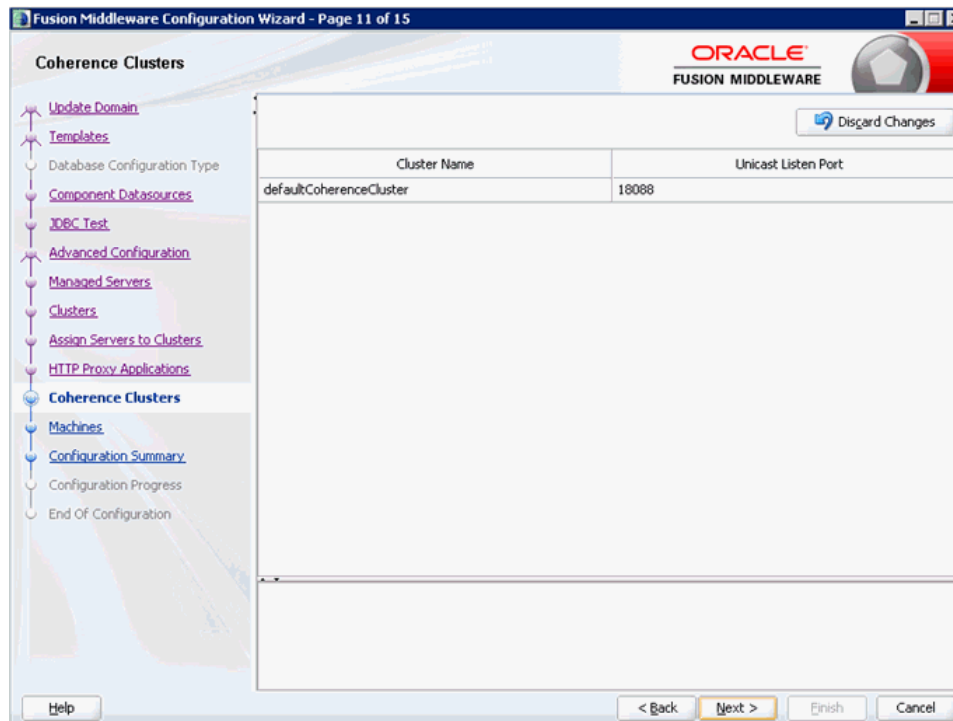 Fusion Middleware Configuration Wizard - Page 11 of 15
Coherence Clusters
ORACLE
FUSION MIDDLEWARE
Update Domain
Templates
Database Configuration Type
Component Datasources
JDBC Test
Advanced Configuration
Managed Servers
Clusters
Assign Servers to Clusters
HTTP Proxy Applications
Coherence Clusters
Machines
Configuration Summary
Configuration Progress
End Of Configuration
Discard Changes
Cluster Name Unicast Listen Port
defaultCoherenceCluster 18088
Help < Back Next > Finish Cancel